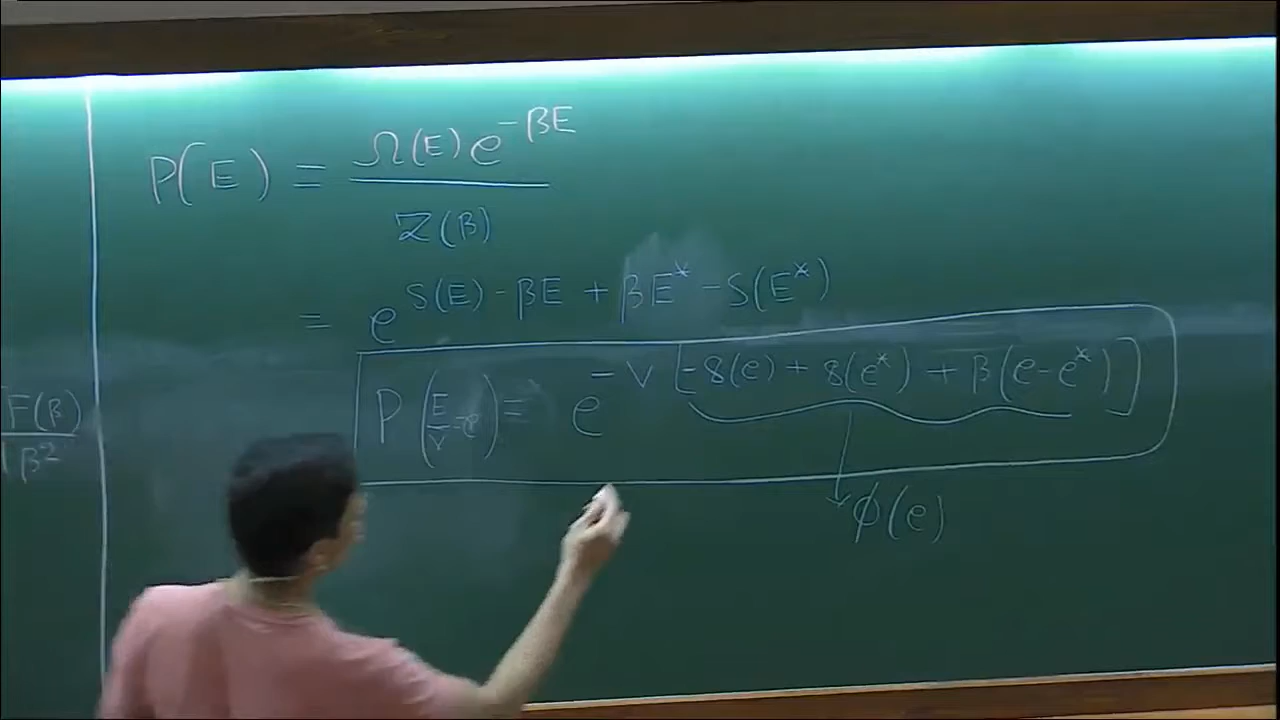 P(E) = Ω(E) e^{-βE} / Z(β)
= e^{S(E) - βE + βE* - S(E*)}
P(E/V = e) = e^{-V [-s(e) + s(e*) + β(e - e*)]}
φ(e)
F(β)
β²